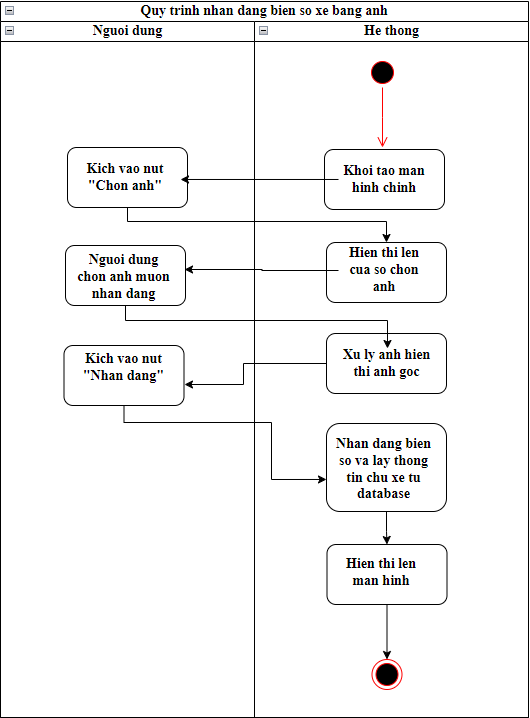 Quy trinh nhan dang bien so xe bang anh
Nguoi dung
He thong
Khoi tao man
hinh chinh
Kich vao nut
"Chon anh"
Hien thi len
cua so chon
anh
Nguoi dung
chon anh muon
nhan dang
Xu ly anh hien
thi anh goc
Kich vao nut
"Nhan dang"
Nhan dang bien
so va lay thong
tin chu xe tu
database
Hien thi len
man hinh